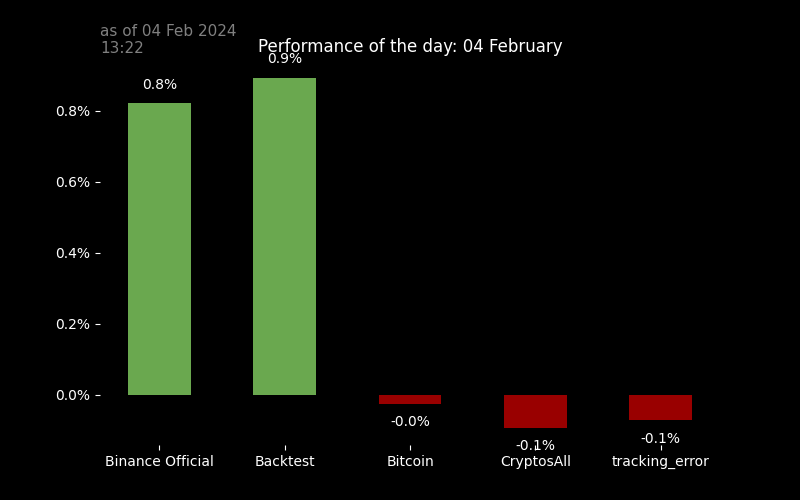 as of 04 Feb 2024
13:22
Performance of the day: 04 February
0.8%
0.9%
0.8%
0.6%
0.4%
0.2%
0.0%
-0.0%
-0.1%
-0.1%
Binance Official
Backtest
Bitcoin
CryptosAll
tracking_error